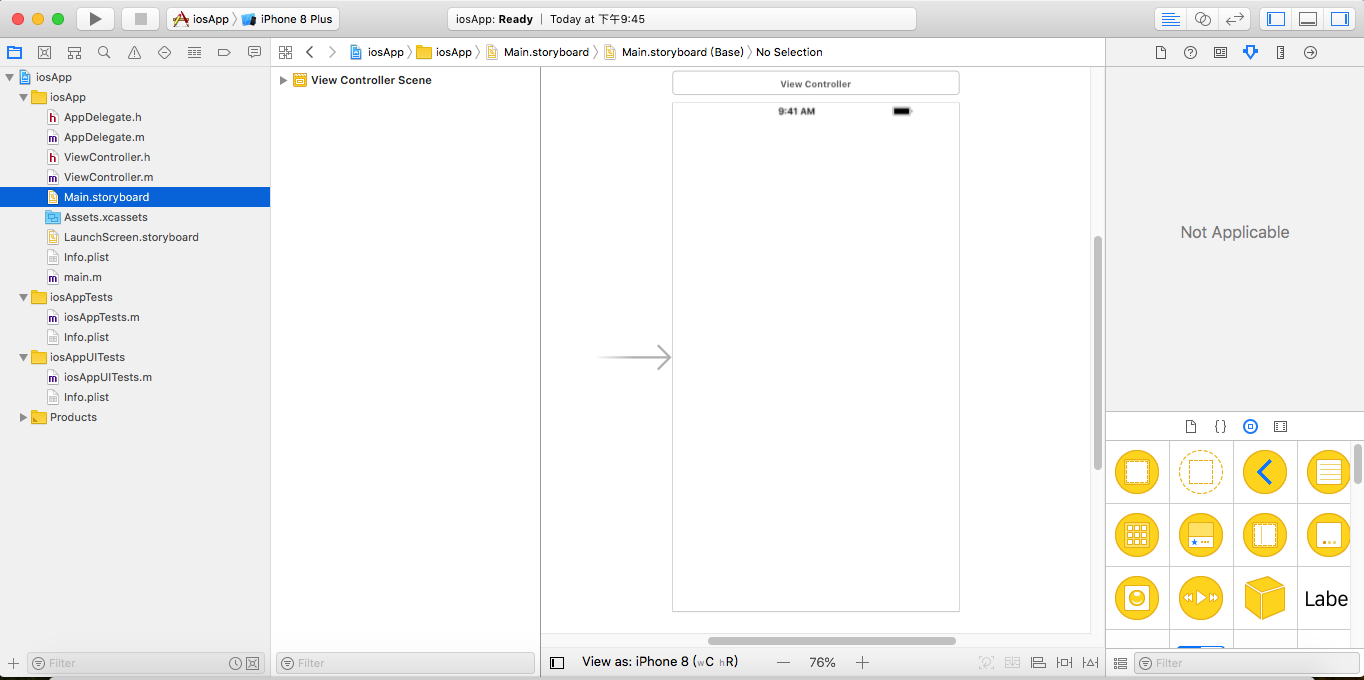 iosApp iPhone 8 Plus iosApp: Ready Today at 下午9:45
iosApp iosApp Main.storyboard Main.storyboard (Base) No Selection
iosApp
iosApp
AppDelegate.h
AppDelegate.m
ViewController.h
ViewController.m
Main.storyboard
Assets.xcassets
LaunchScreen.storyboard
Info.plist
main.m
iosAppTests
iosAppTests.m
Info.plist
iosAppUITests
iosAppUITests.m
Info.plist
Products
Filter
View Controller Scene
Filter
View Controller
9:41 AM
View as: iPhone 8 (wC hR) 76%
Not Applicable
{}
Labe
Filter